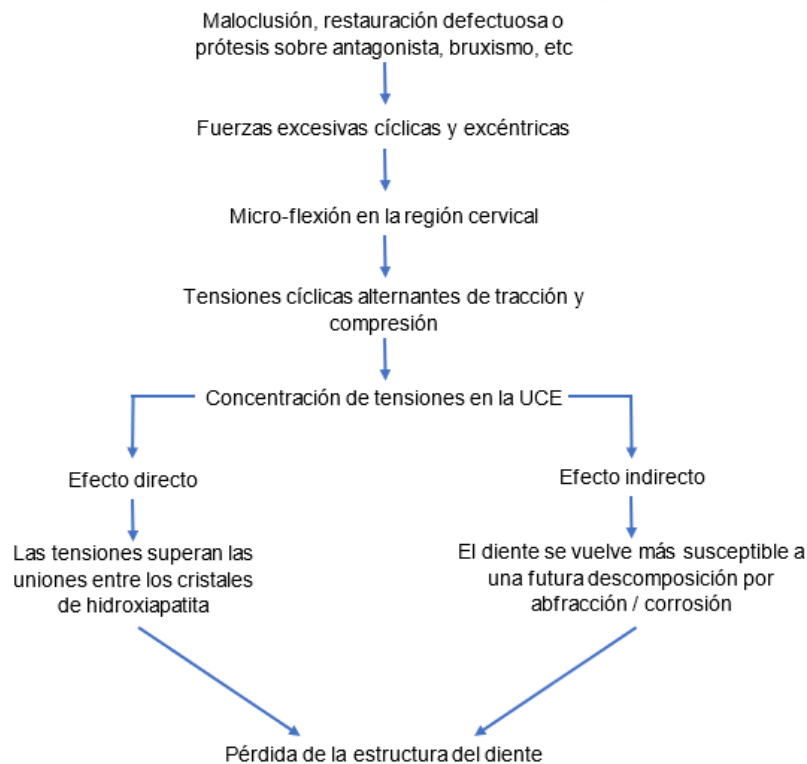 Maloclusión, restauración defectuosa o
prótesis sobre antagonista, bruxismo, etc
Fuerzas excesivas cíclicas y excéntricas
Micro-flexión en la región cervical
Tensiones cíclicas alternantes de tracción y
compresión
Concentración de tensiones en la UCE
Efecto directo
Efecto indirecto
Las tensiones superan las
uniones entre los cristales
de hidroxiapatita
El diente se vuelve más susceptible a
una futura descomposición por
abfracción / corrosión
Pérdida de la estructura del diente